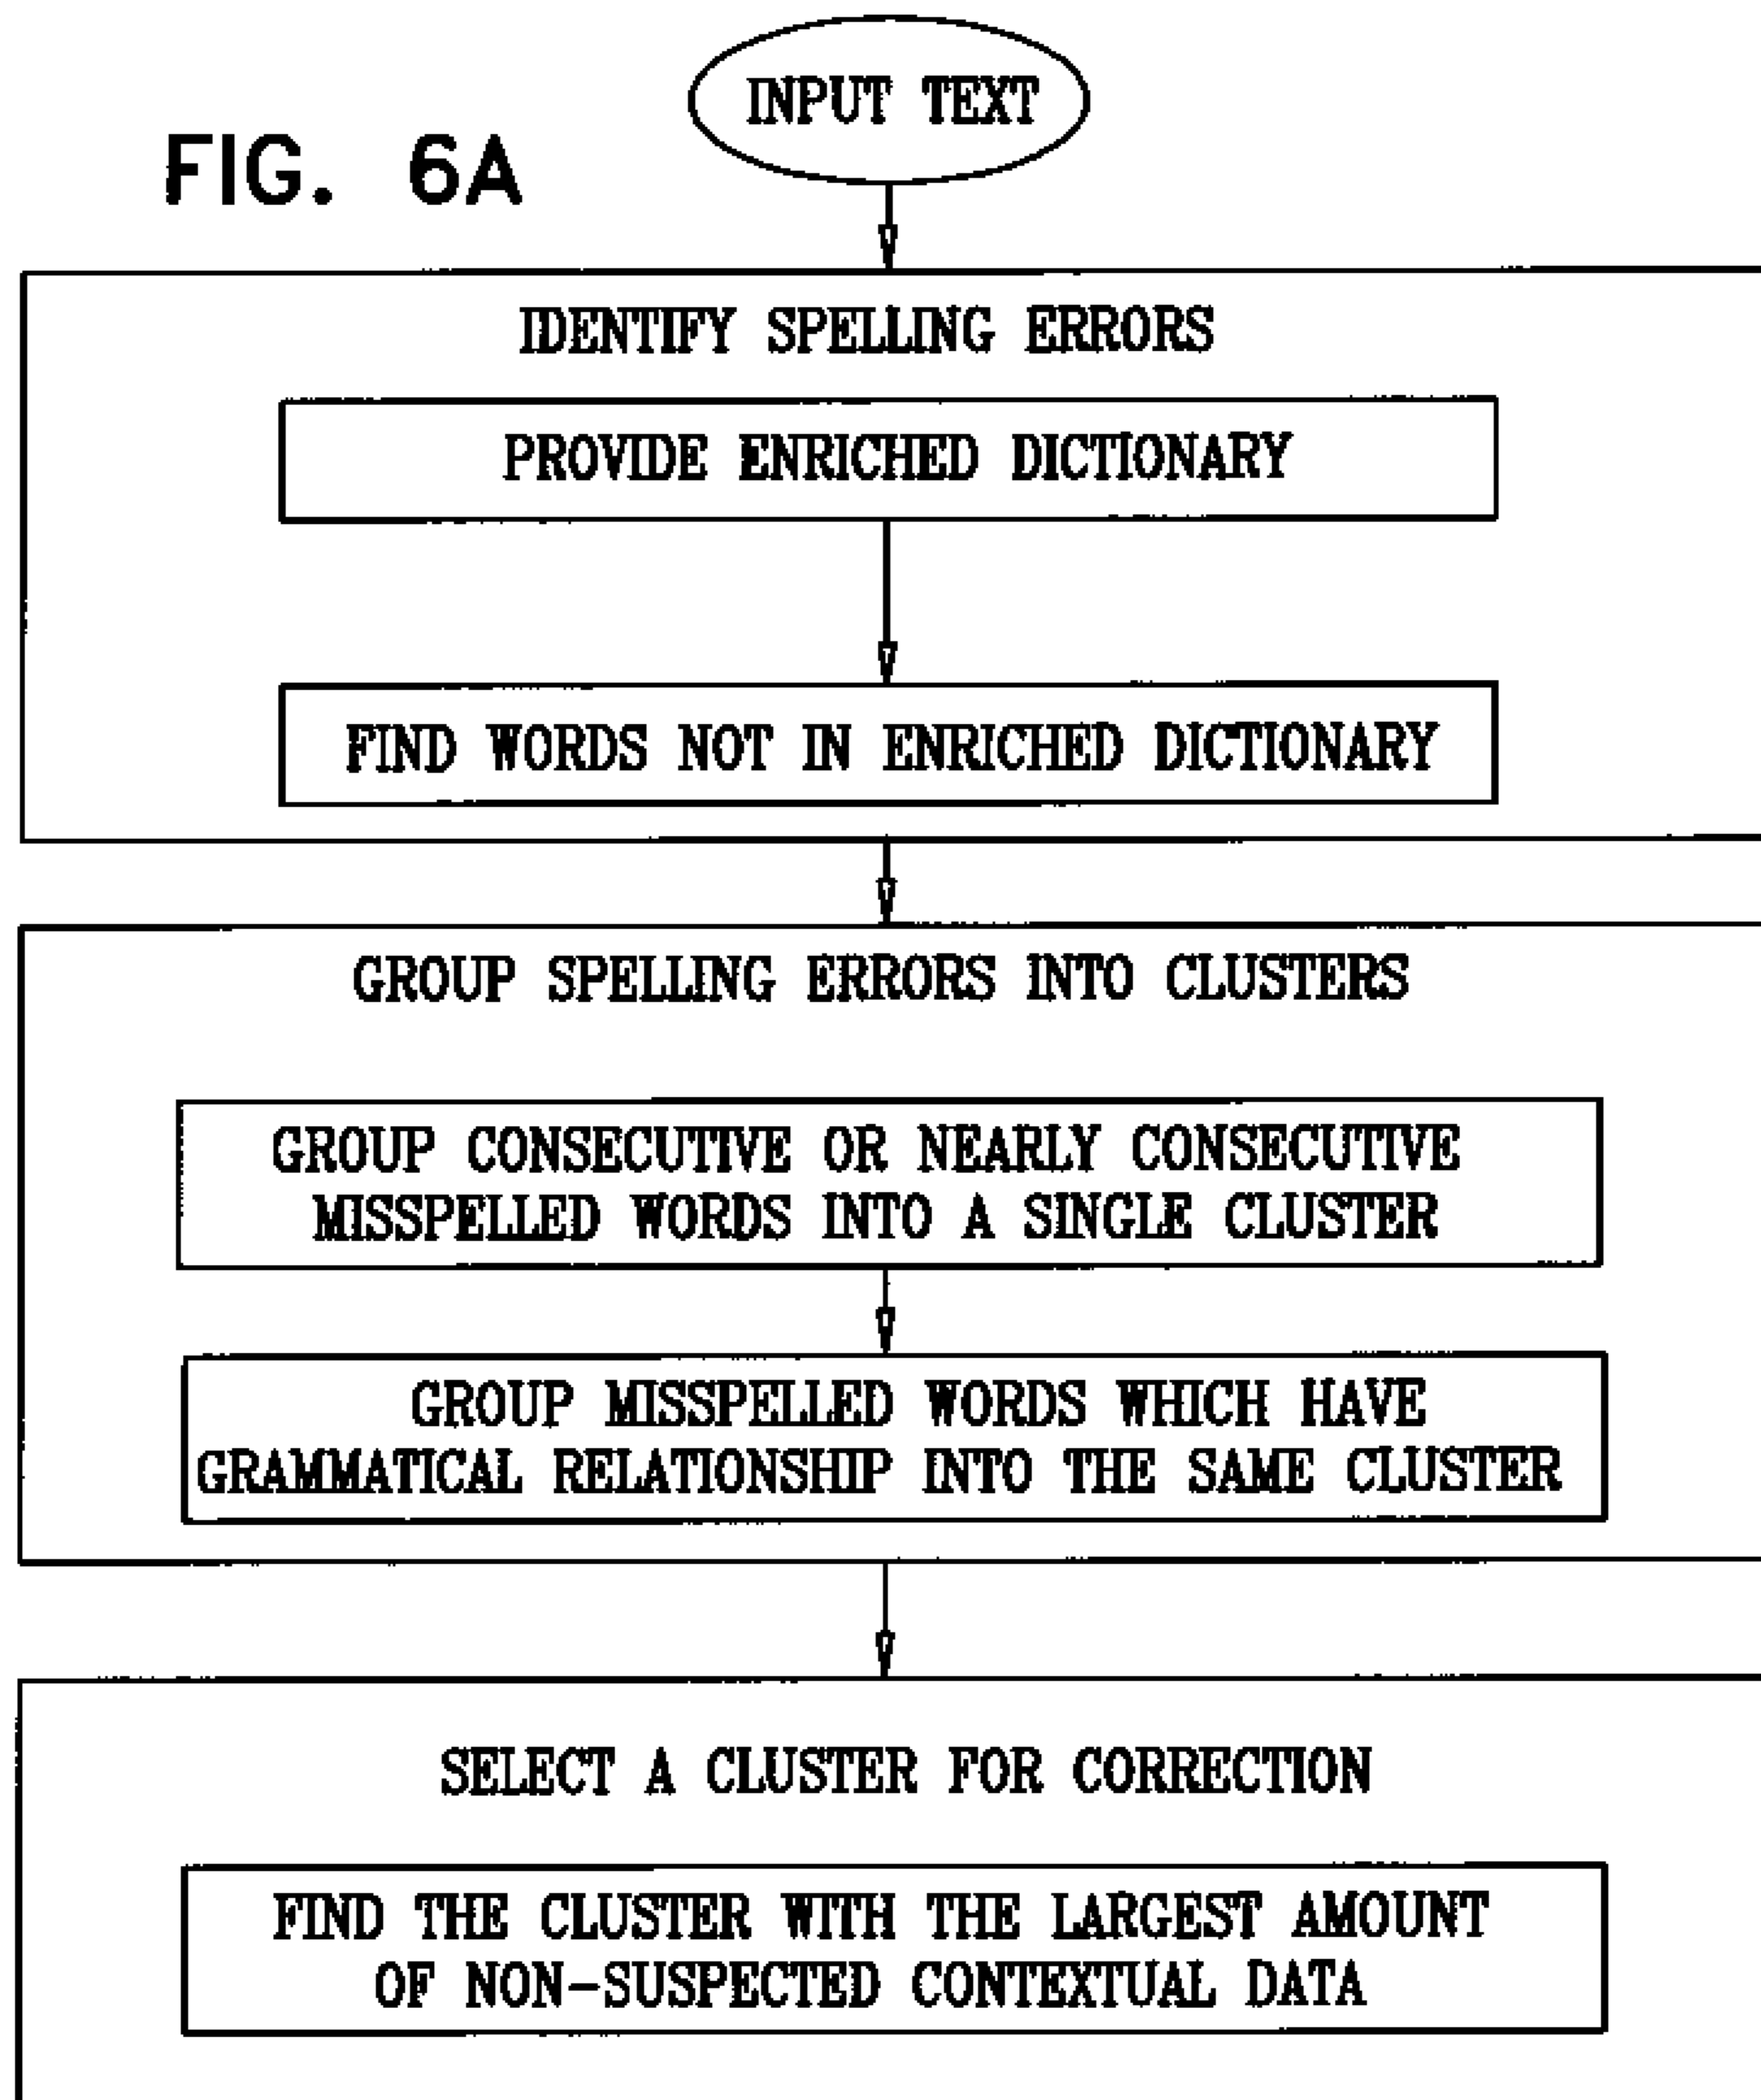 INPUT TEXT
FIG. 6A
IDENTIFY SPELLING ERRORS
PROVIDE ENRICHED DICTIONARY
FIND WORDS NOT IN ENRICHED DICTIONARY
GROUP SPELLING ERRORS INTO CLUSTERS
GROUP CONSECUTIVE OR NEARLY CONSECUTIVE
MISSPELLED WORDS INTO A SINGLE CLUSTER
GROUP MISSPELLED WORDS WHICH HAVE
GRAMMATICAL RELATIONSHIP INTO THE SAME CLUSTER
SELECT A CLUSTER FOR CORRECTION
FIND THE CLUSTER WITH THE LARGEST AMOUNT
OF NON-SUSPECTED CONTEXTUAL DATA